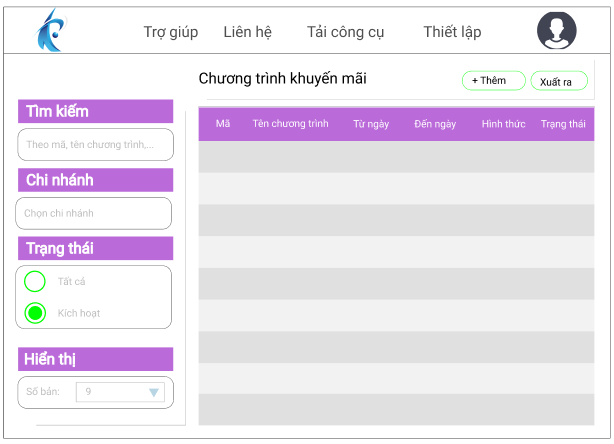 Trợ giúp Liên hệ Tải công cụ Thiết lập
Chương trình khuyến mãi
+ Thêm Xuất ra
Tìm kiếm
Theo mã, tên chương trình,...
Chi nhánh
Chọn chi nhánh
Trạng thái
Tất cả
Kích hoạt
Hiển thị
Số bản: 9
Mã Tên chương trình Từ ngày Đến ngày Hình thức Trạng thái